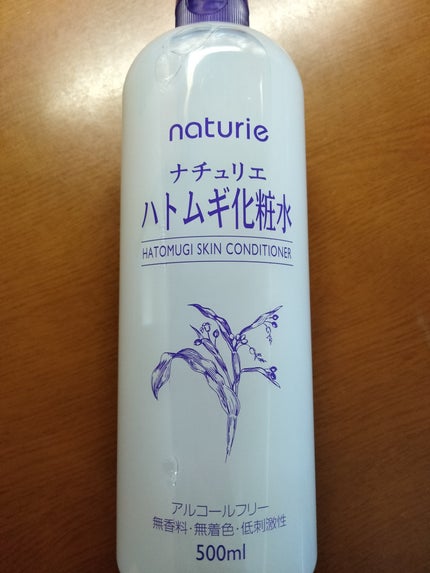 naturie
ナチュリエ
ハトムギ化粧水
HATOMUGI SKIN CONDITIONER
アルコールフリー
無香料・無着色・低刺激性
500ml